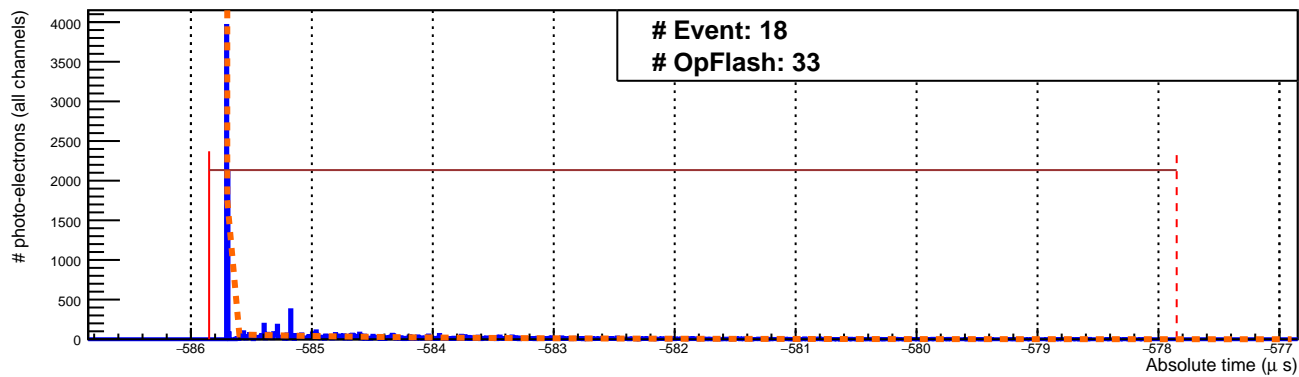 # Event: 18
# OpFlash: 33
# photo-electrons (all channels)
4000
3500
3000
2500
2000
1500
1000
500
0
−586 −585 −584 −583 −582 −581 −580 −579 −578 −577
Absolute time (μ s)